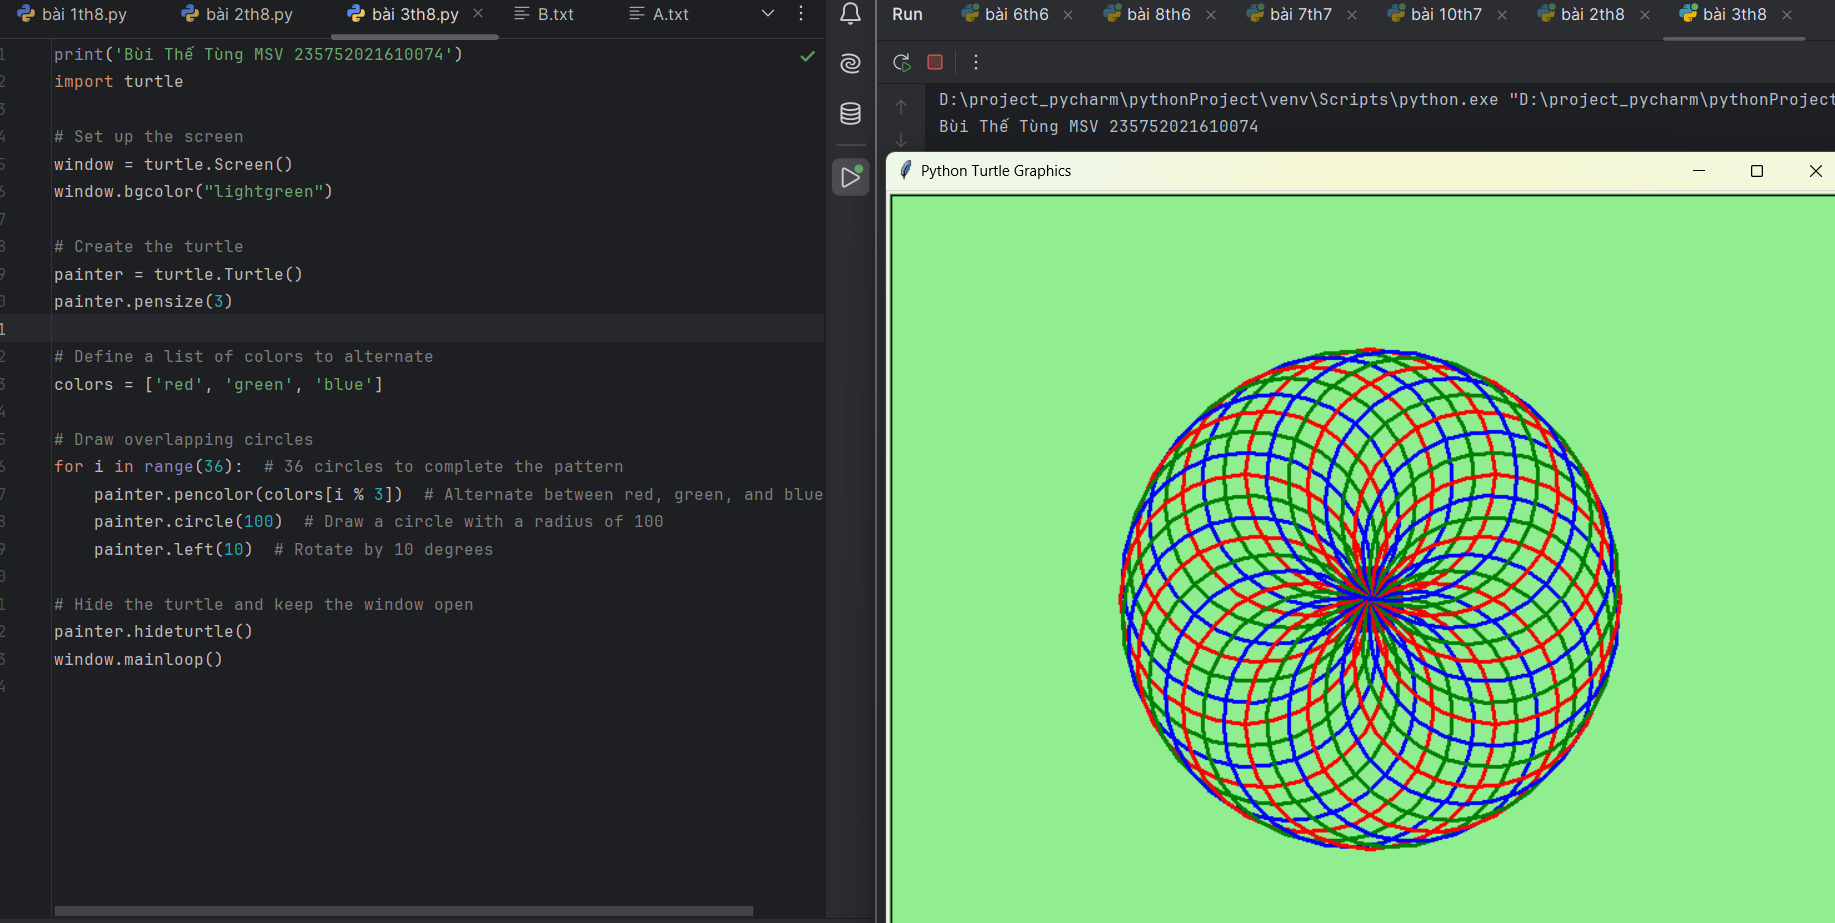 bài 1th8.py
bài 2th8.py
bài 3th8.py
B.txt
A.txt
print('Bùi Thế Tùng MSV 235752021610074')
import turtle
# Set up the screen
window = turtle.Screen()
window.bgcolor("lightgreen")
# Create the turtle
painter = turtle.Turtle()
painter.pensize(3)
# Define a list of colors to alternate
colors = ['red', 'green', 'blue']
# Draw overlapping circles
for i in range(36):  # 36 circles to complete the pattern
    painter.pencolor(colors[i % 3])  # Alternate between red, green, and blue
    painter.circle(100)  # Draw a circle with a radius of 100
    painter.left(10)  # Rotate by 10 degrees
# Hide the turtle and keep the window open
painter.hideturtle()
window.mainloop()
Run
bài 6th6
bài 8th6
bài 7th7
bài 10th7
bài 2th8
bài 3th8
D:\project_pycharm\pythonProject\venv\Scripts\python.exe "D:\project_pycharm\pythonProject
Bùi Thế Tùng MSV 235752021610074
Python Turtle Graphics